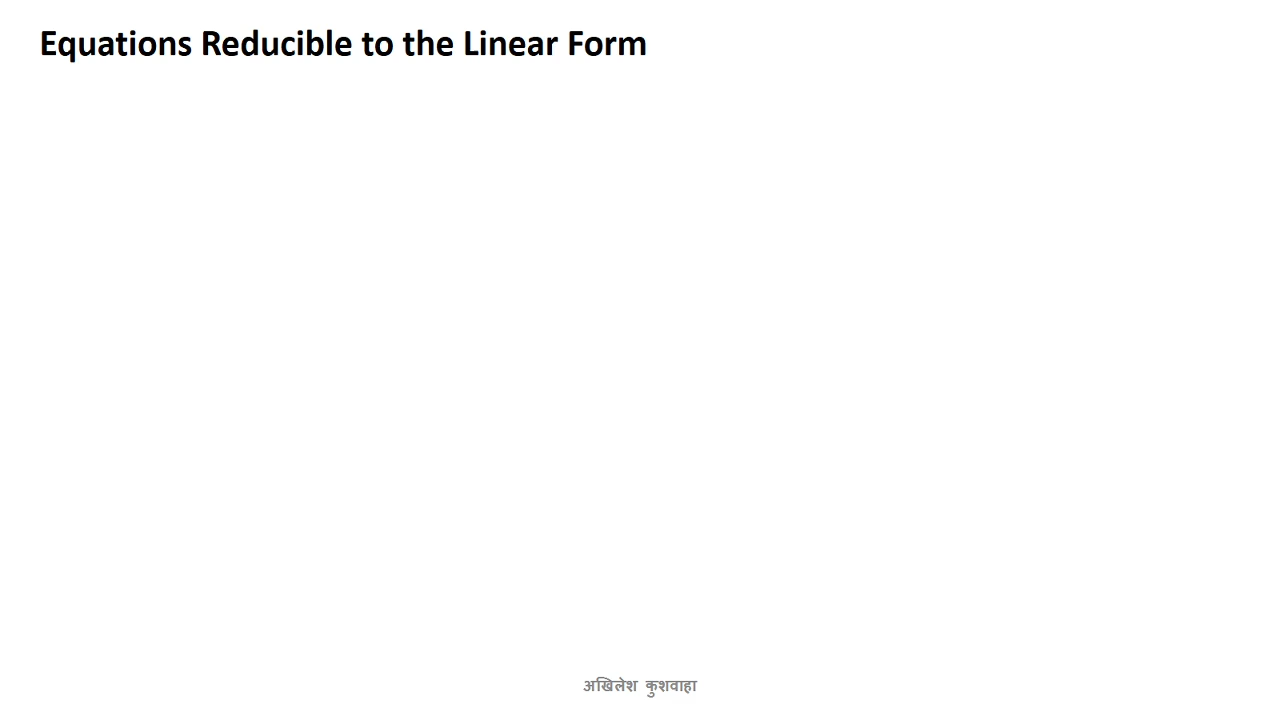 Equations Reducible to the Linear Form
अखिलेश कुशवाहा